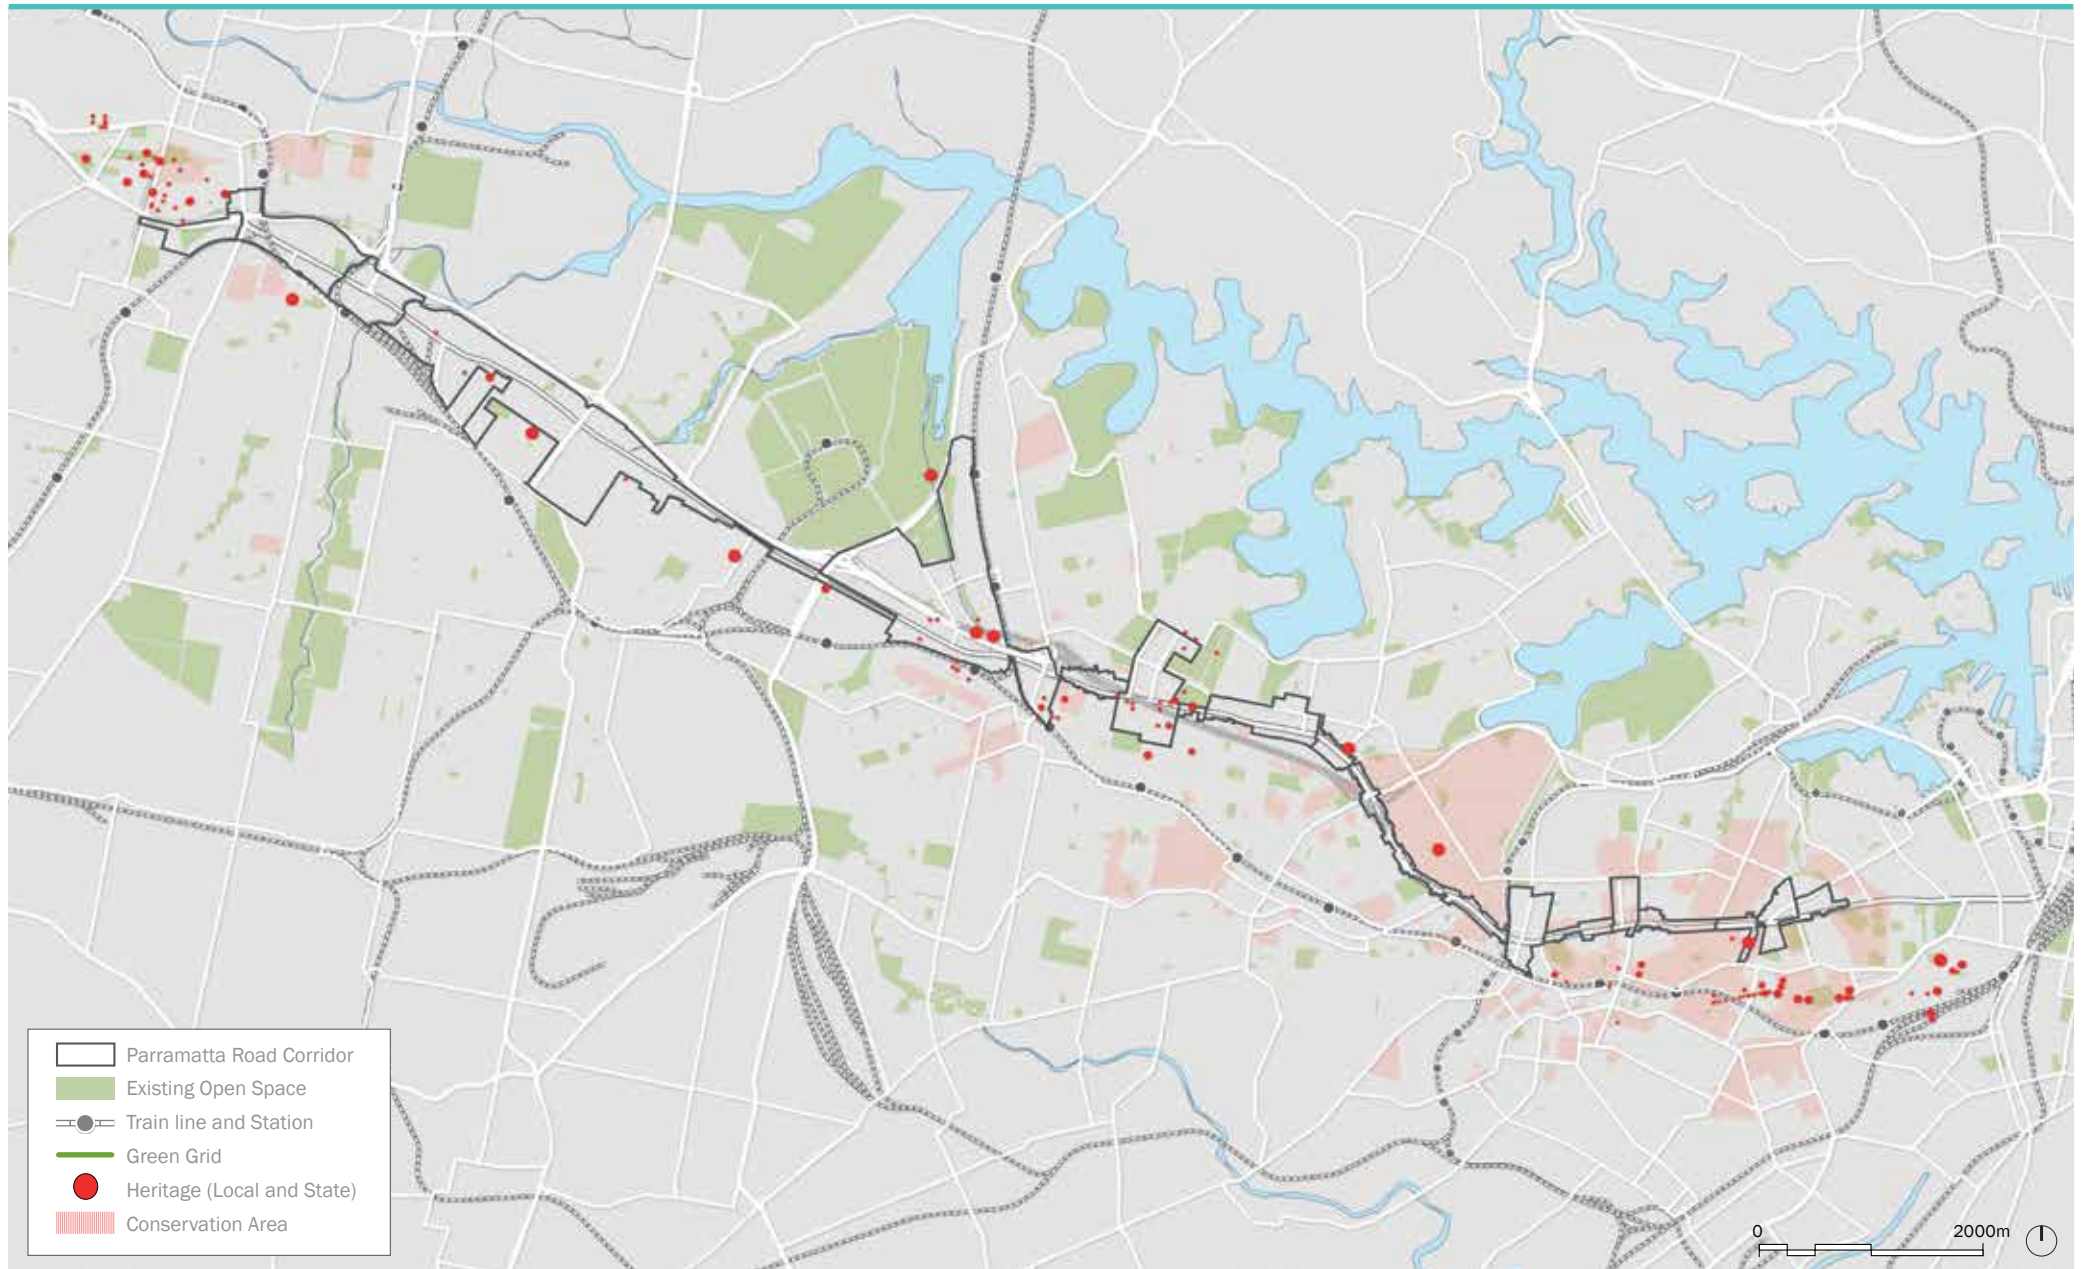 Parramatta Road Corridor
Existing Open Space
Train line and Station
Green Grid
Heritage (Local and State)
Conservation Area
0 2000m